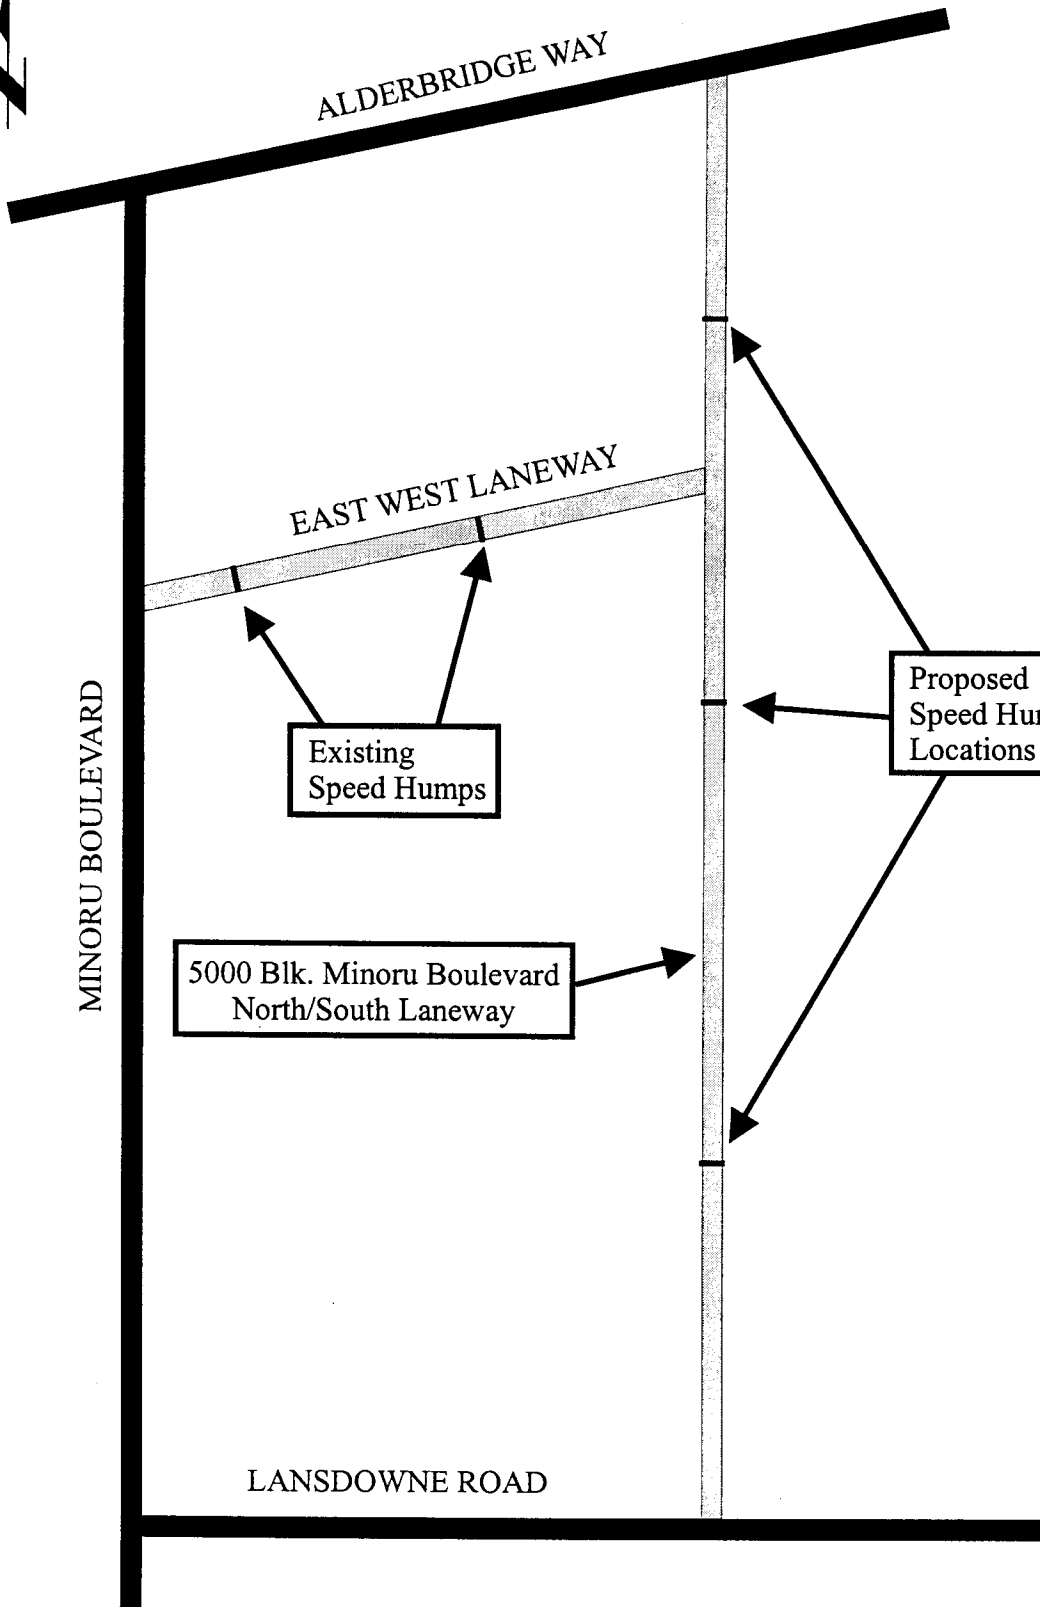 ALDERBRIDGE WAY
EAST WEST LANEWAY
Proposed
Speed
Locations
MINORU BOULEVARD
Existing
Speed Humps
5000 Blk. Minoru Boulevard
North/South Laneway
LANSDOWNE ROAD